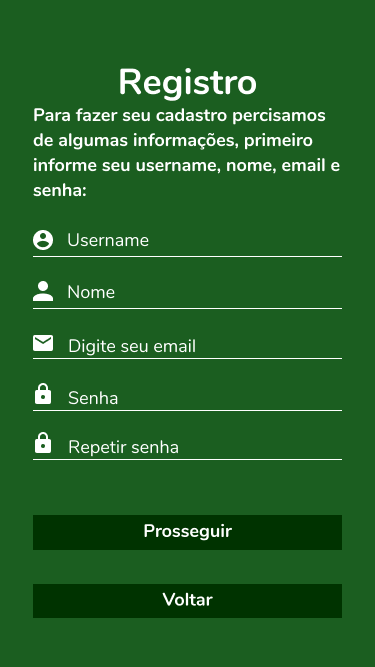 Registro
Para fazer seu cadastro percisamos
de algumas informações, primeiro
informe seu username, nome, email e
senha:
Username
Nome
Digite seu email
Senha
Repetir senha
Prosseguir
Voltar